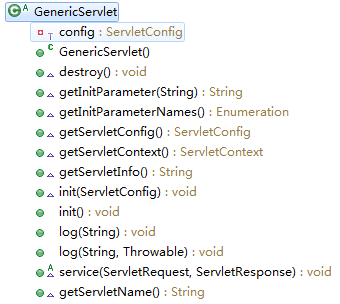 GenericServlet
config : ServletConfig
GenericServlet()
destroy() : void
getInitParameter(String) : String
getInitParameterNames() : Enumeration
getServletConfig() : ServletConfig
getServletContext() : ServletContext
getServletInfo() : String
init(ServletConfig) : void
init() : void
log(String) : void
log(String, Throwable) : void
service(ServletRequest, ServletResponse) : void
getServletName() : String